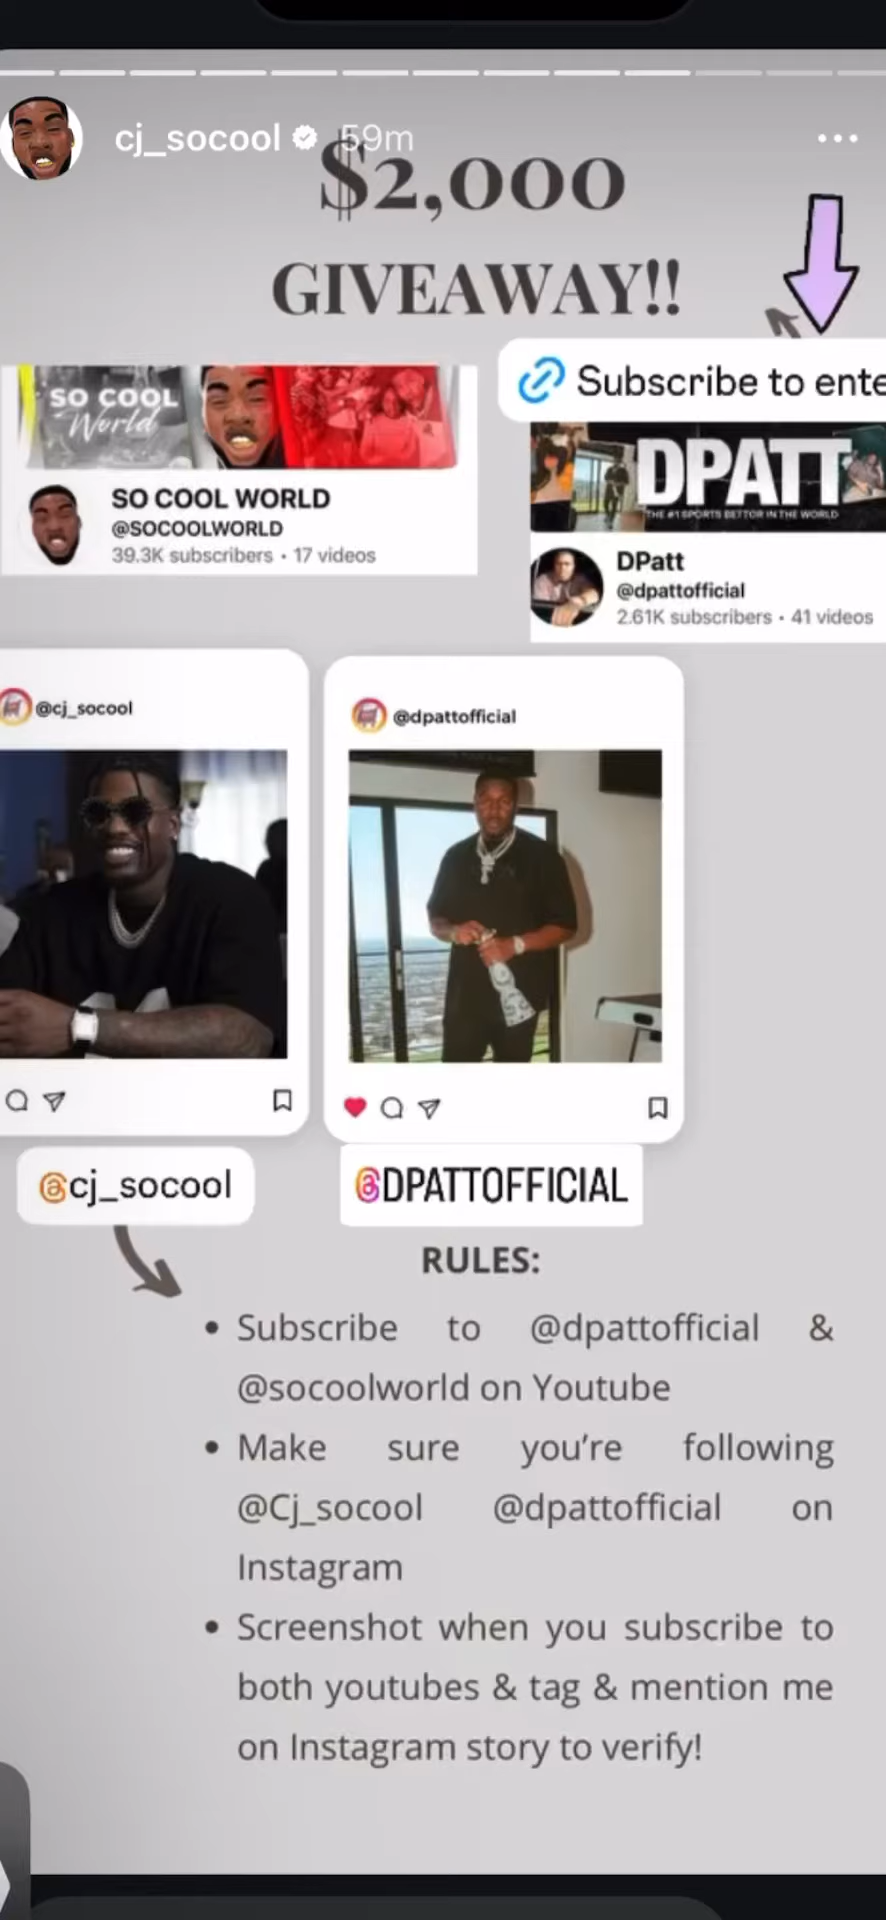 cj_socool 59m
$2,000
GIVEAWAY!!
Subscribe to ente
SO COOL
World
SO COOL WORLD
@SOCOOLWORLD
39.3K subscribers • 17 videos
DPATT
THE #1 SPORTS BETTOR IN THE WORLD
DPatt
@dpattofficial
2.61K subscribers • 41 videos
@cj_socool
@dpattofficial
@cj_socool
@DPATTOFFICIAL
RULES:
• Subscribe to @dpattofficial &
@socoolworld on Youtube
• Make sure you’re following
@Cj_socool @dpattofficial on
Instagram
• Screenshot when you subscribe to
both youtubes & tag & mention me
on Instagram story to verify!